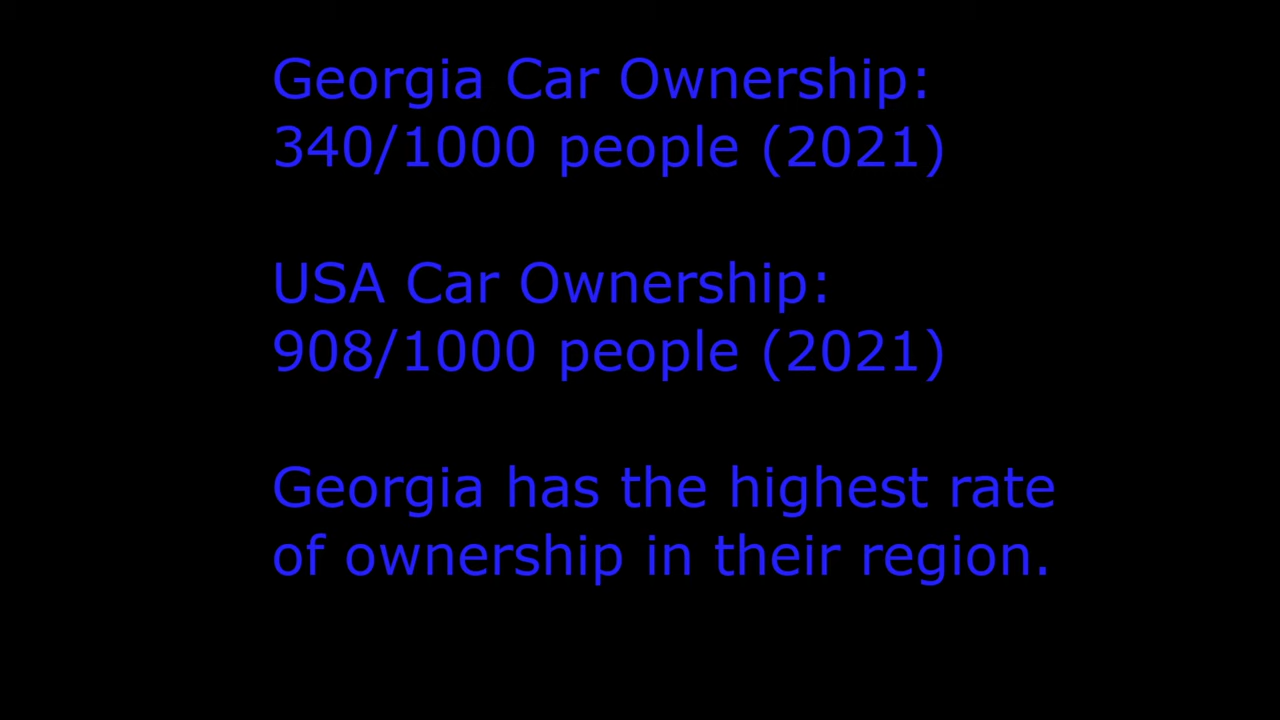 Georgia Car Ownership:
340/1000 people (2021)
USA Car Ownership:
908/1000 people (2021)
Georgia has the highest rate
of ownership in their region.